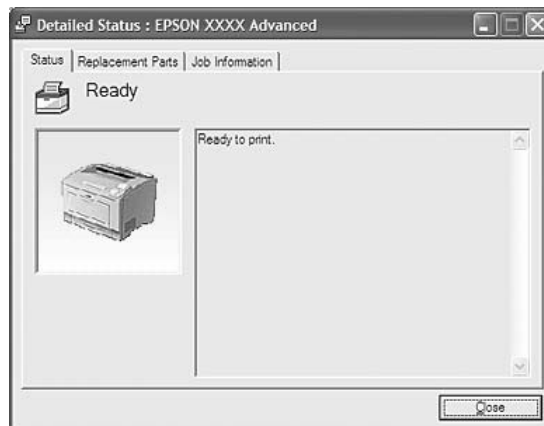 Detailed Status : EPSON XXXX Advanced
Status Replacement Parts Job Information
Ready
Ready to print.
Close